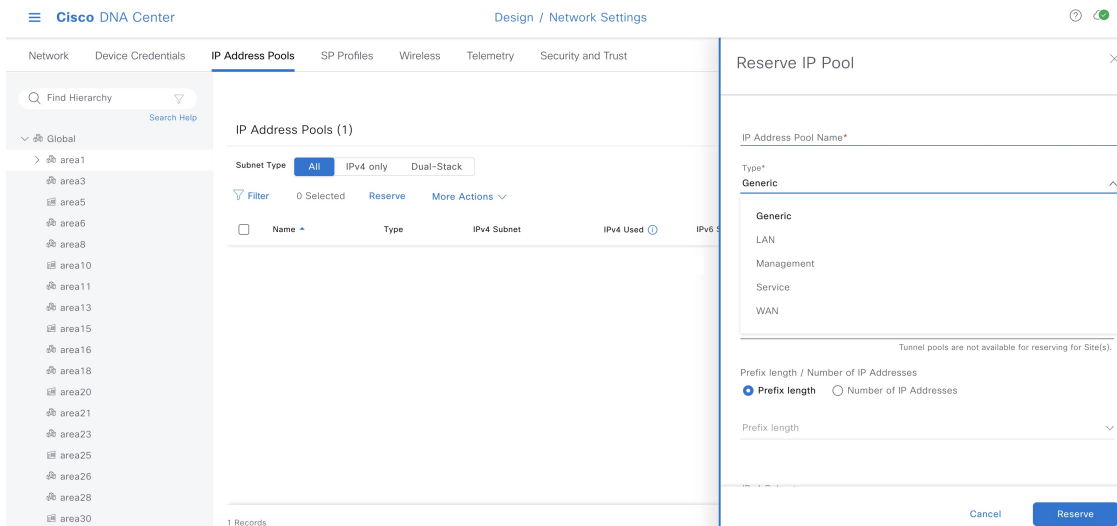 Cisco DNA Center
Design / Network Settings
Network Device Credentials IP Address Pools SP Profiles Wireless Telemetry Security and Trust
Find Hierarchy
Search Help
Global
area1
area3
area5
area6
area8
area10
area11
area13
area15
area16
area18
area20
area21
area23
area25
area26
area28
area30
IP Address Pools (1)
Subnet Type All IPv4 only Dual-Stack
Filter 0 Selected Reserve More Actions
Name Type IPv4 Subnet IPv4 Used IPv6 S
1 Records
Reserve IP Pool
IP Address Pool Name*
Type*
Generic
Generic
LAN
Management
Service
WAN
Tunnel pools are not available for reserving for Site(s).
Prefix length / Number of IP Addresses
Prefix length Number of IP Addresses
Prefix length
Cancel Reserve